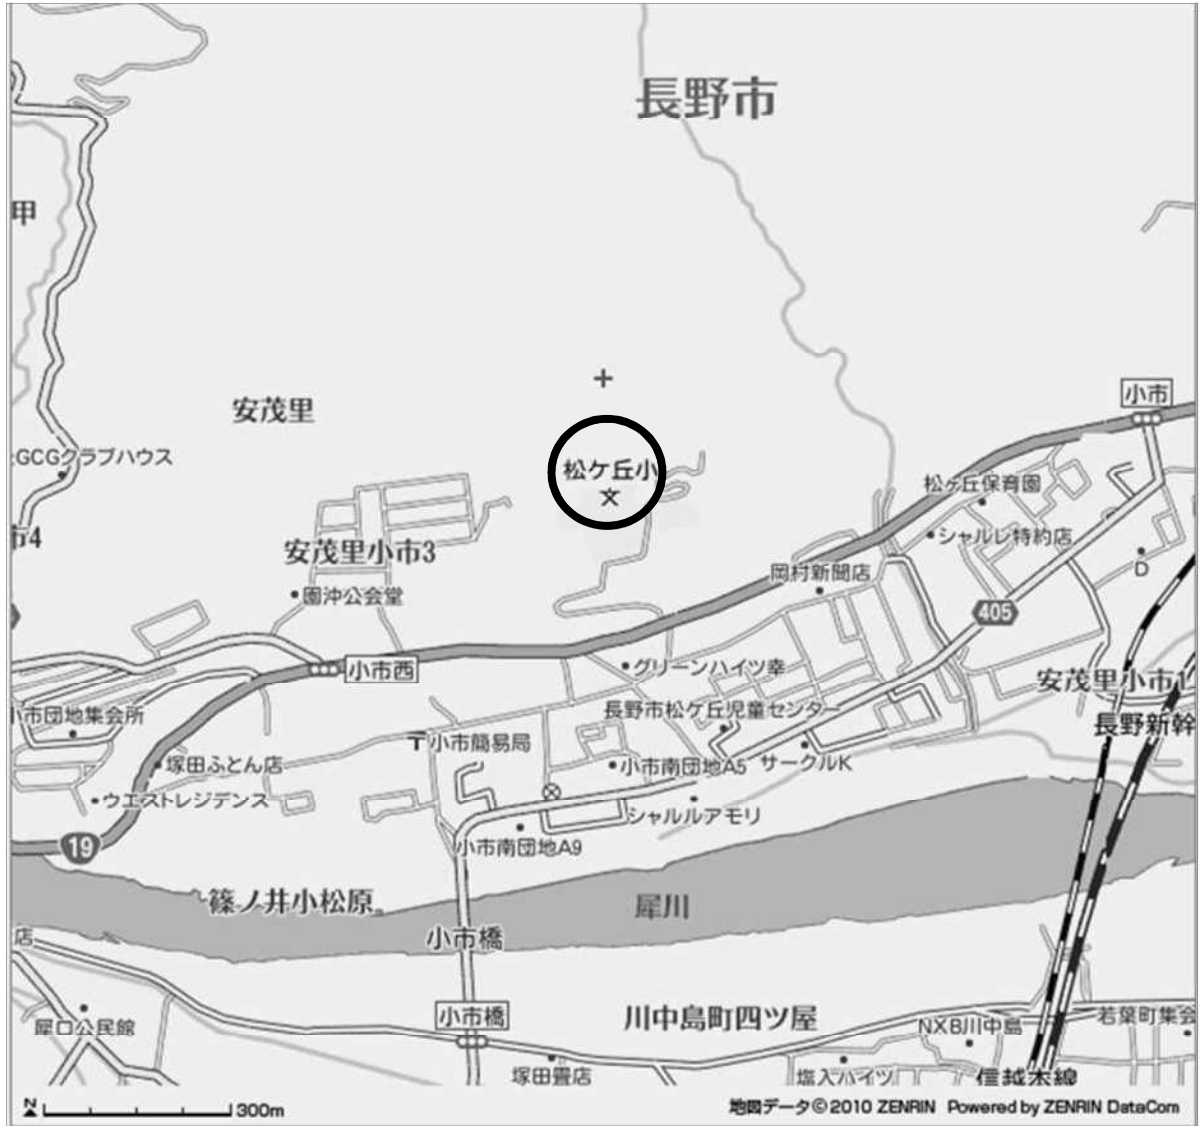 長野市
甲
小市
安茂里
GCGクラブハウス
松ケ丘小
文
松ヶ丘保育園
市4
安茂里小市3
シャルレ特約店
岡村新聞店
D
園沖公会堂
405
小市西
グリーンハイツ幸
安茂里小市1
小市団地集会所
長野市松ケ丘児童センター
長野新幹
〒小市簡易局
塚田ふとん店
小市南団地A5
サークルK
ウエストレジデンス
シャルルアモリ
19
小市南団地A9
篠ノ井小松原
犀川
店
小市橋
小市橋
川中島町四ツ屋
犀口公民館
NXB川中島
若葉町集会
塚田畳店
塩入ハイツ
信越本線
N
300m
地図データ©2010 ZENRIN Powered by ZENRIN DataCom